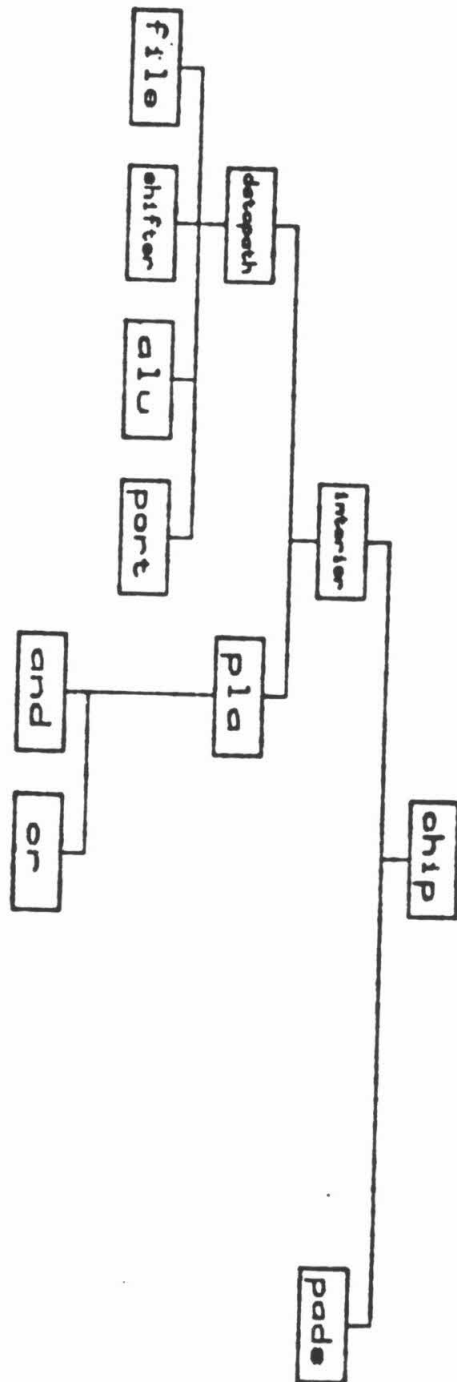 chip
interior
pads
datapath
pla
file
shifter
alu
port
and
or